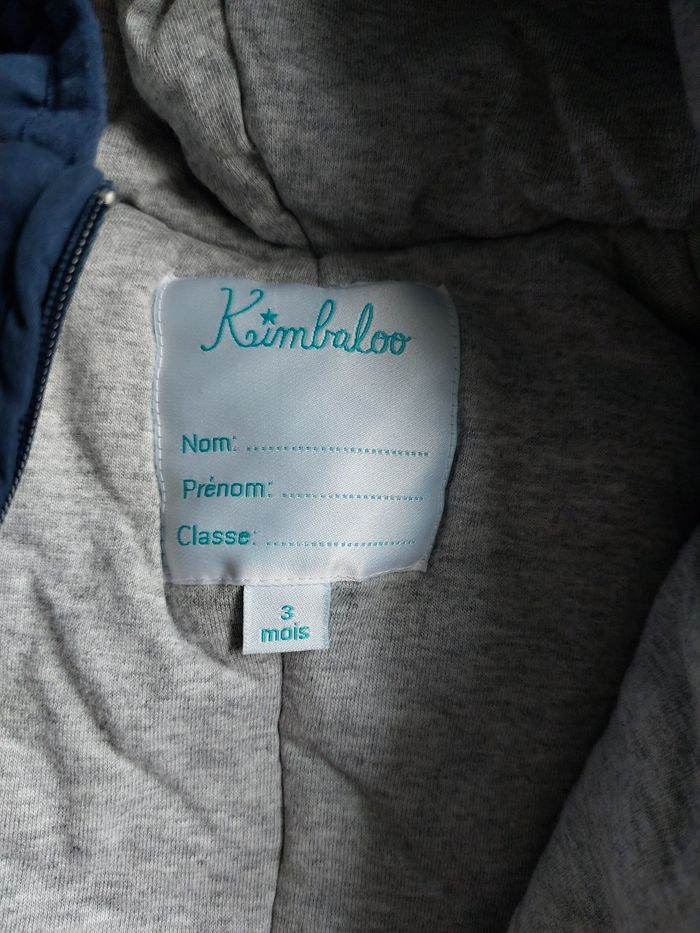 Kimbaloo
Nom: ........................................
Prénom: ..............................
Classe: ................................
3
mois